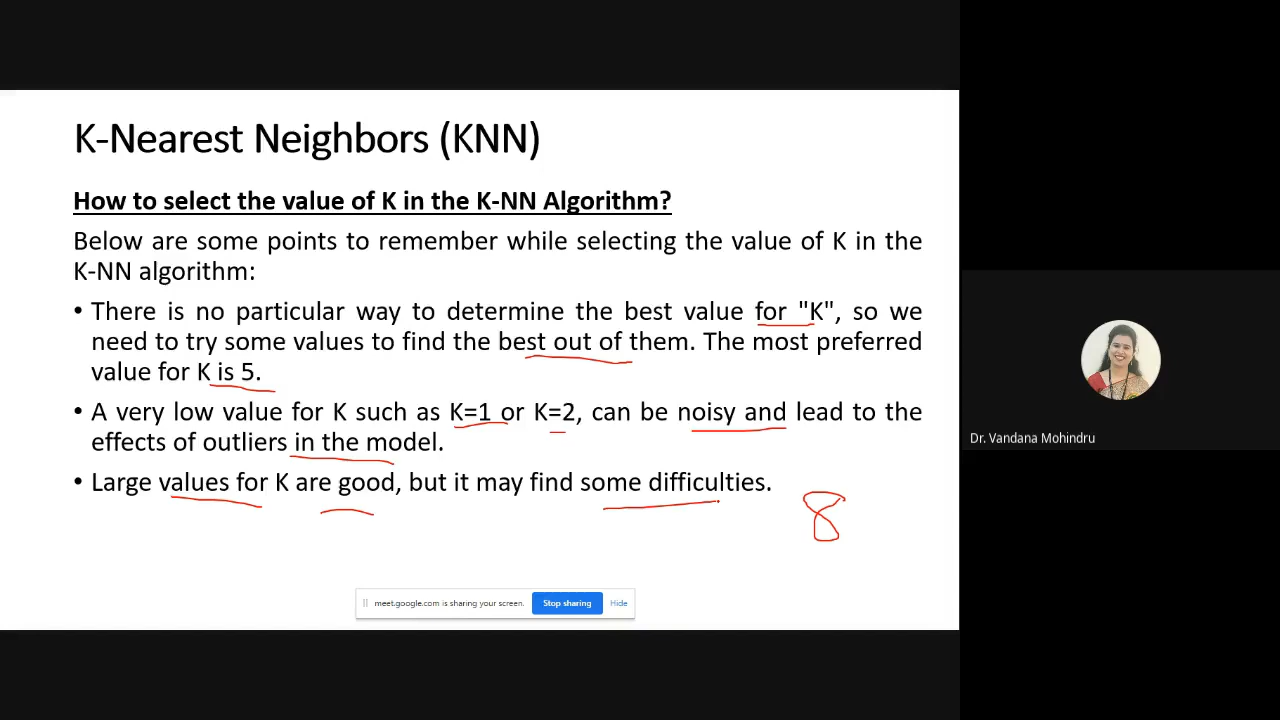 K-Nearest Neighbors (KNN)
How to select the value of K in the K-NN Algorithm?
Below are some points to remember while selecting the value of K in the
K-NN algorithm:
• There is no particular way to determine the best value for "K", so we
need to try some values to find the best out of them. The most preferred
value for K is 5.
• A very low value for K such as K=1 or K=2, can be noisy and lead to the
effects of outliers in the model.
• Large values for K are good, but it may find some difficulties.
8
meet.google.com is sharing your screen.
Stop sharing
Hide
Dr. Vandana Mohindru